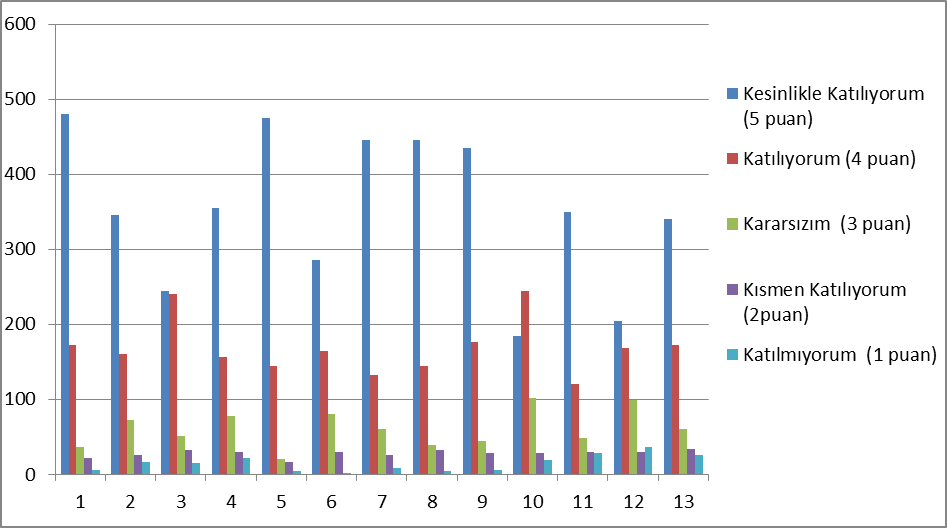 600
500
400
300
200
100
0
1 2 3 4 5 6 7 8 9 10 11 12 13
Kesinlikle Katılıyorum
(5 puan)
Katılıyorum (4 puan)
Kararsızım  (3 puan)
Kısmen Katılıyorum
(2puan)
Katılmıyorum  (1 puan)